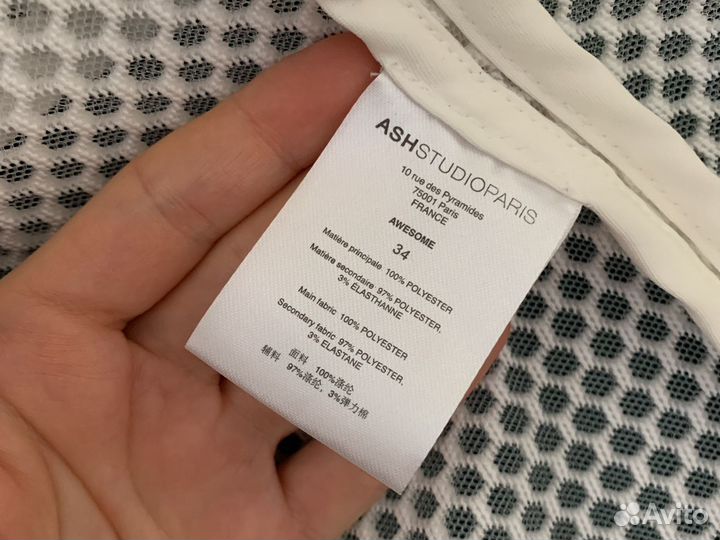 ASHSTUDIOPARIS
10 rue des Pyramides
75001 Paris
FRANCE
AWESOME
34
Matière principale 100% POLYESTER
Matière secondaire 97% POLYESTER,
3% ÉLASTHANNE
Main fabric 100% POLYESTER
Secondary fabric 97% POLYESTER,
3% ELASTANE
面料 100%涤纶
辅料 97%涤纶，3%弹力棉
Avito